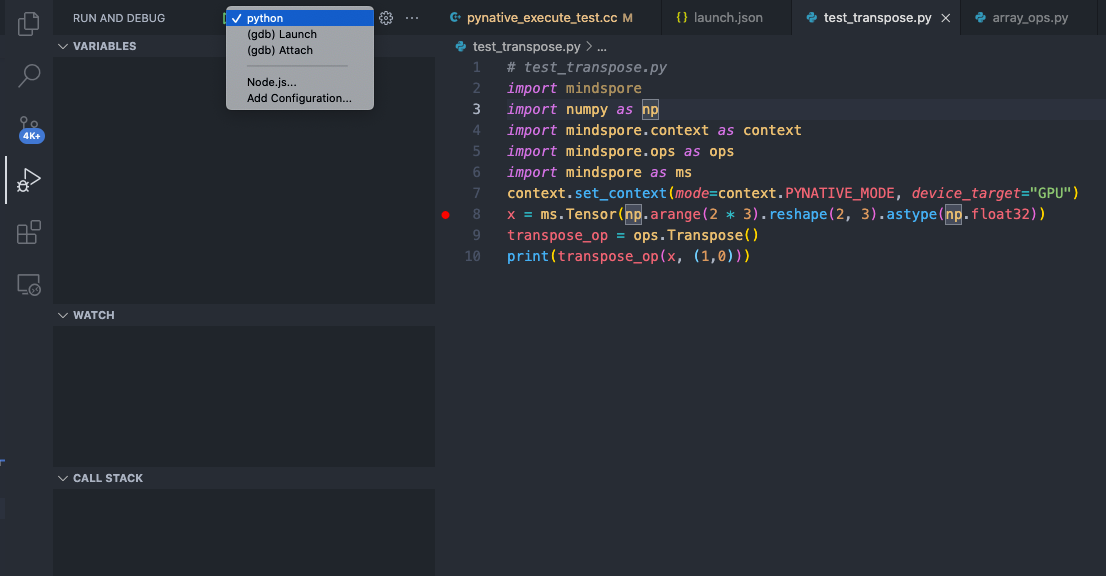 RUN AND DEBUG
python
(gdb) Launch
(gdb) Attach
Node.js...
Add Configuration...
VARIABLES
WATCH
CALL STACK
4K+
pynative_execute_test.cc M
launch.json
test_transpose.py
array_ops.py
test_transpose.py > ...
1 # test_transpose.py
2 import mindspore
3 import numpy as np
4 import mindspore.context as context
5 import mindspore.ops as ops
6 import mindspore as ms
7 context.set_context(mode=context.PYNATIVE_MODE, device_target="GPU")
8 x = ms.Tensor(np.arange(2 * 3).reshape(2, 3).astype(np.float32))
9 transpose_op = ops.Transpose()
10 print(transpose_op(x, (1,0)))